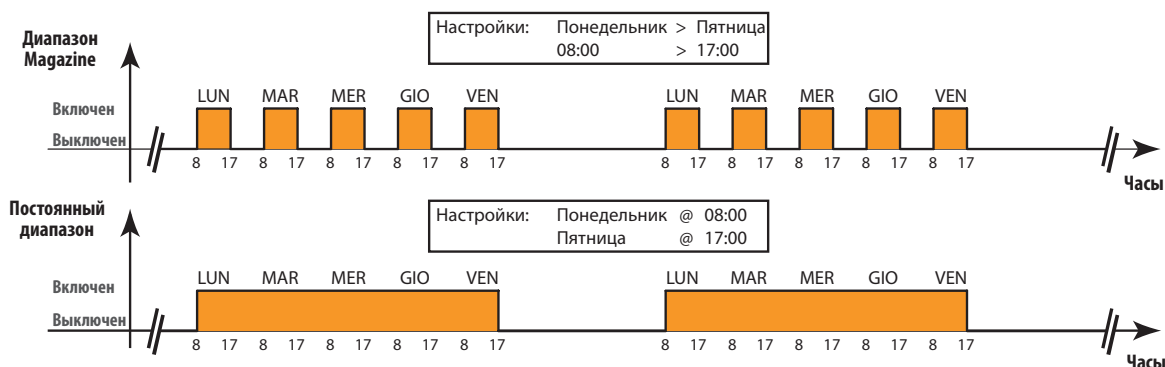 Настройки: Понедельник > Пятница
08:00 > 17:00
Диапазон
Magazine
Включен
Выключен
LUN MAR MER GIO VEN LUN MAR MER GIO VEN
8 17 8 17 8 17 8 17 8 17 8 17 8 17 8 17 8 17 8 17
Часы
Настройки: Понедельник @ 08:00
Пятница @ 17:00
Постоянный
диапазон
Включен
Выключен
LUN MAR MER GIO VEN LUN MAR MER GIO VEN
8 17 8 17 8 17 8 17 8 17 8 17 8 17 8 17 8 17 8 17
Часы